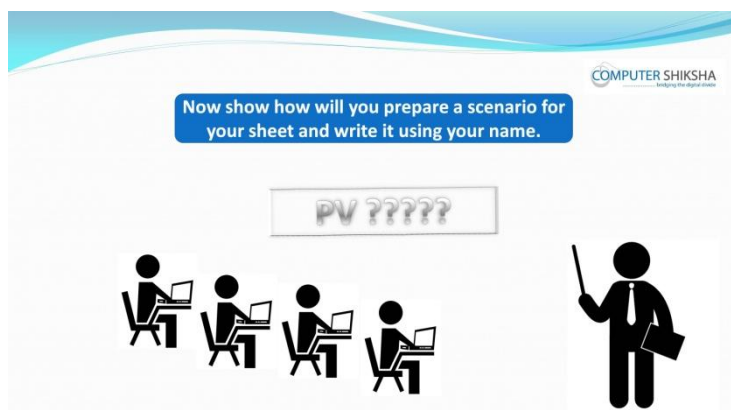 COMPUTER SHIKSHA
bridging the digital divide
Now show how will you prepare a scenario for
your sheet and write it using your name.
PV ?????